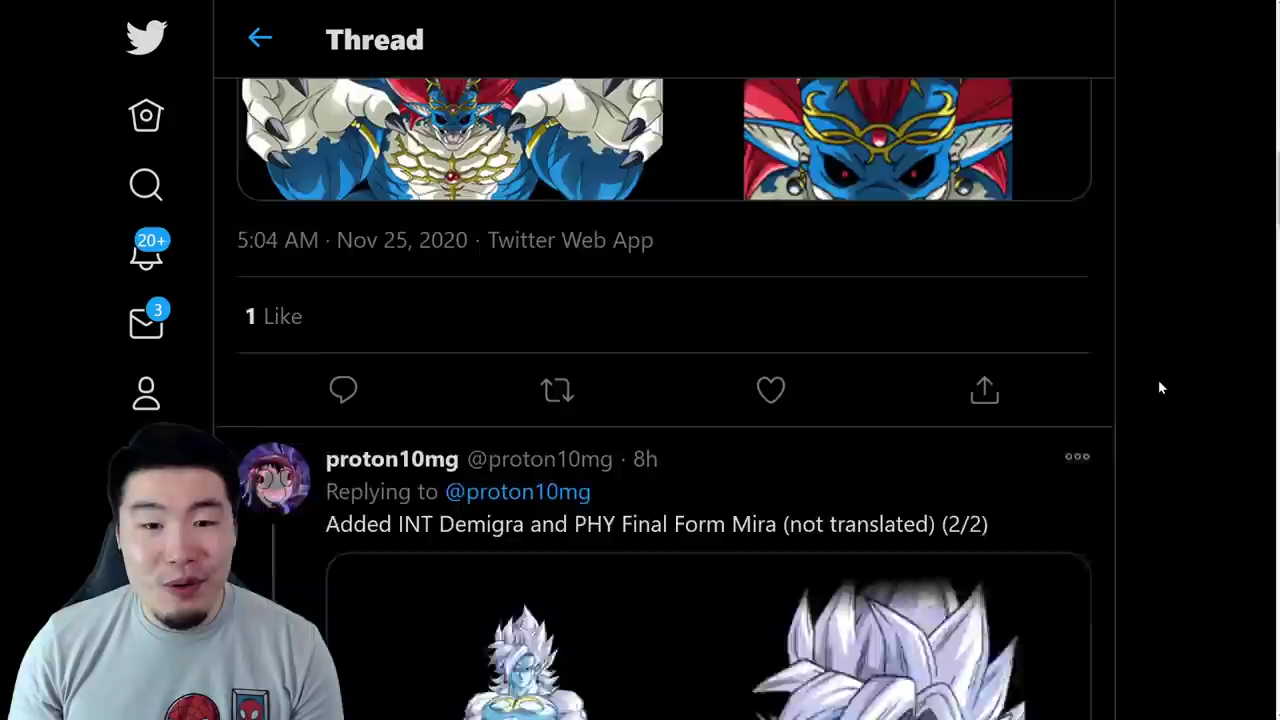 Thread
20+
5:04 AM · Nov 25, 2020 · Twitter Web App
3
1 Like
proton10mg @proton10mg · 8h
Replying to @proton10mg
Added INT Demigra and PHY Final Form Mira (not translated) (2/2)